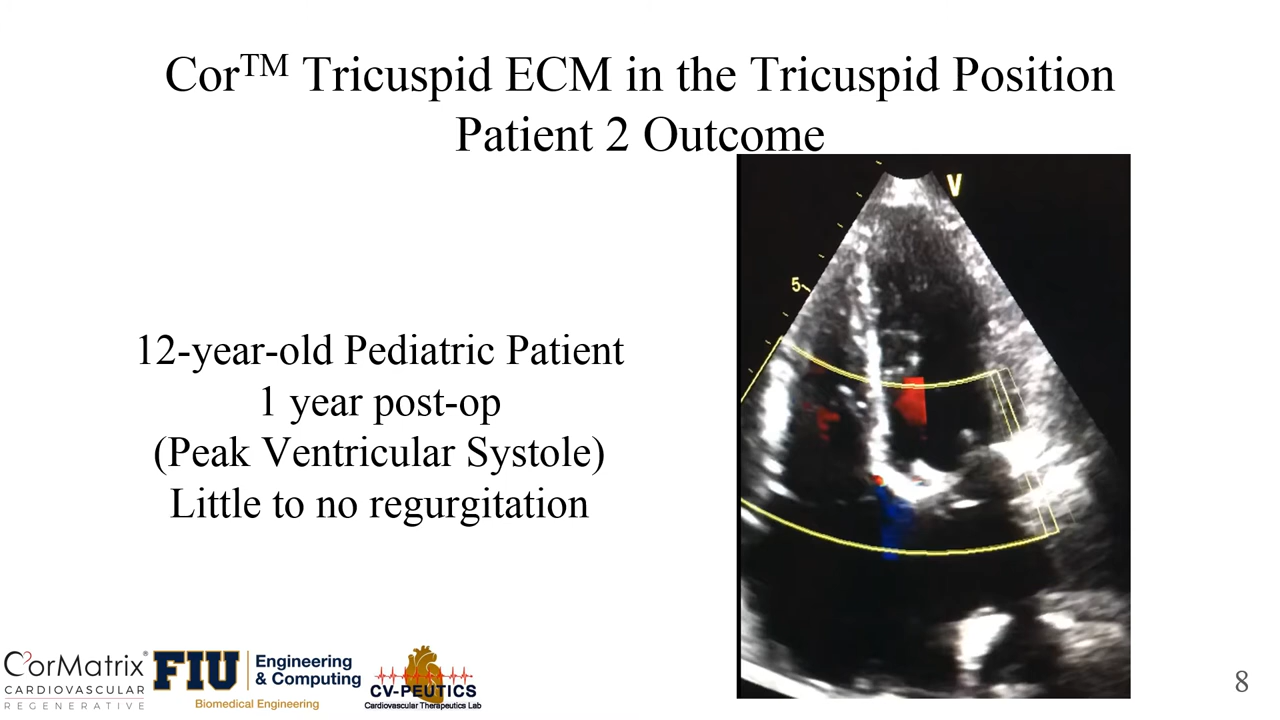 Cor™ Tricuspid ECM in the Tricuspid Position
Patient 2 Outcome
V
5
12-year-old Pediatric Patient
1 year post-op
(Peak Ventricular Systole)
Little to no regurgitation
CorMatrix®
CARDIOVASCULAR
REGENERATIVE
FIU
Engineering
& Computing
Biomedical Engineering
CV-PEUTICS
Cardiovascular Therapeutics Lab
8